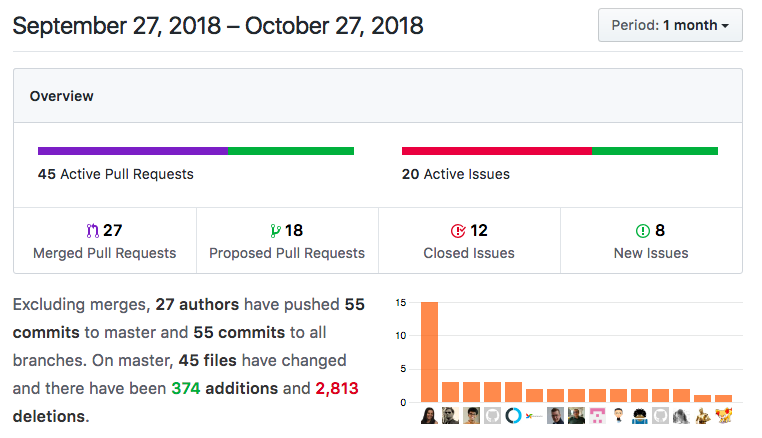 September 27, 2018 – October 27, 2018
Period: 1 month
Overview
45 Active Pull Requests
20 Active Issues
27
Merged Pull Requests
18
Proposed Pull Requests
12
Closed Issues
8
New Issues
Excluding merges, 27 authors have pushed 55
commits to master and 55 commits to all
branches. On master, 45 files have changed
and there have been 374 additions and 2,813
deletions.
15
10
5
0